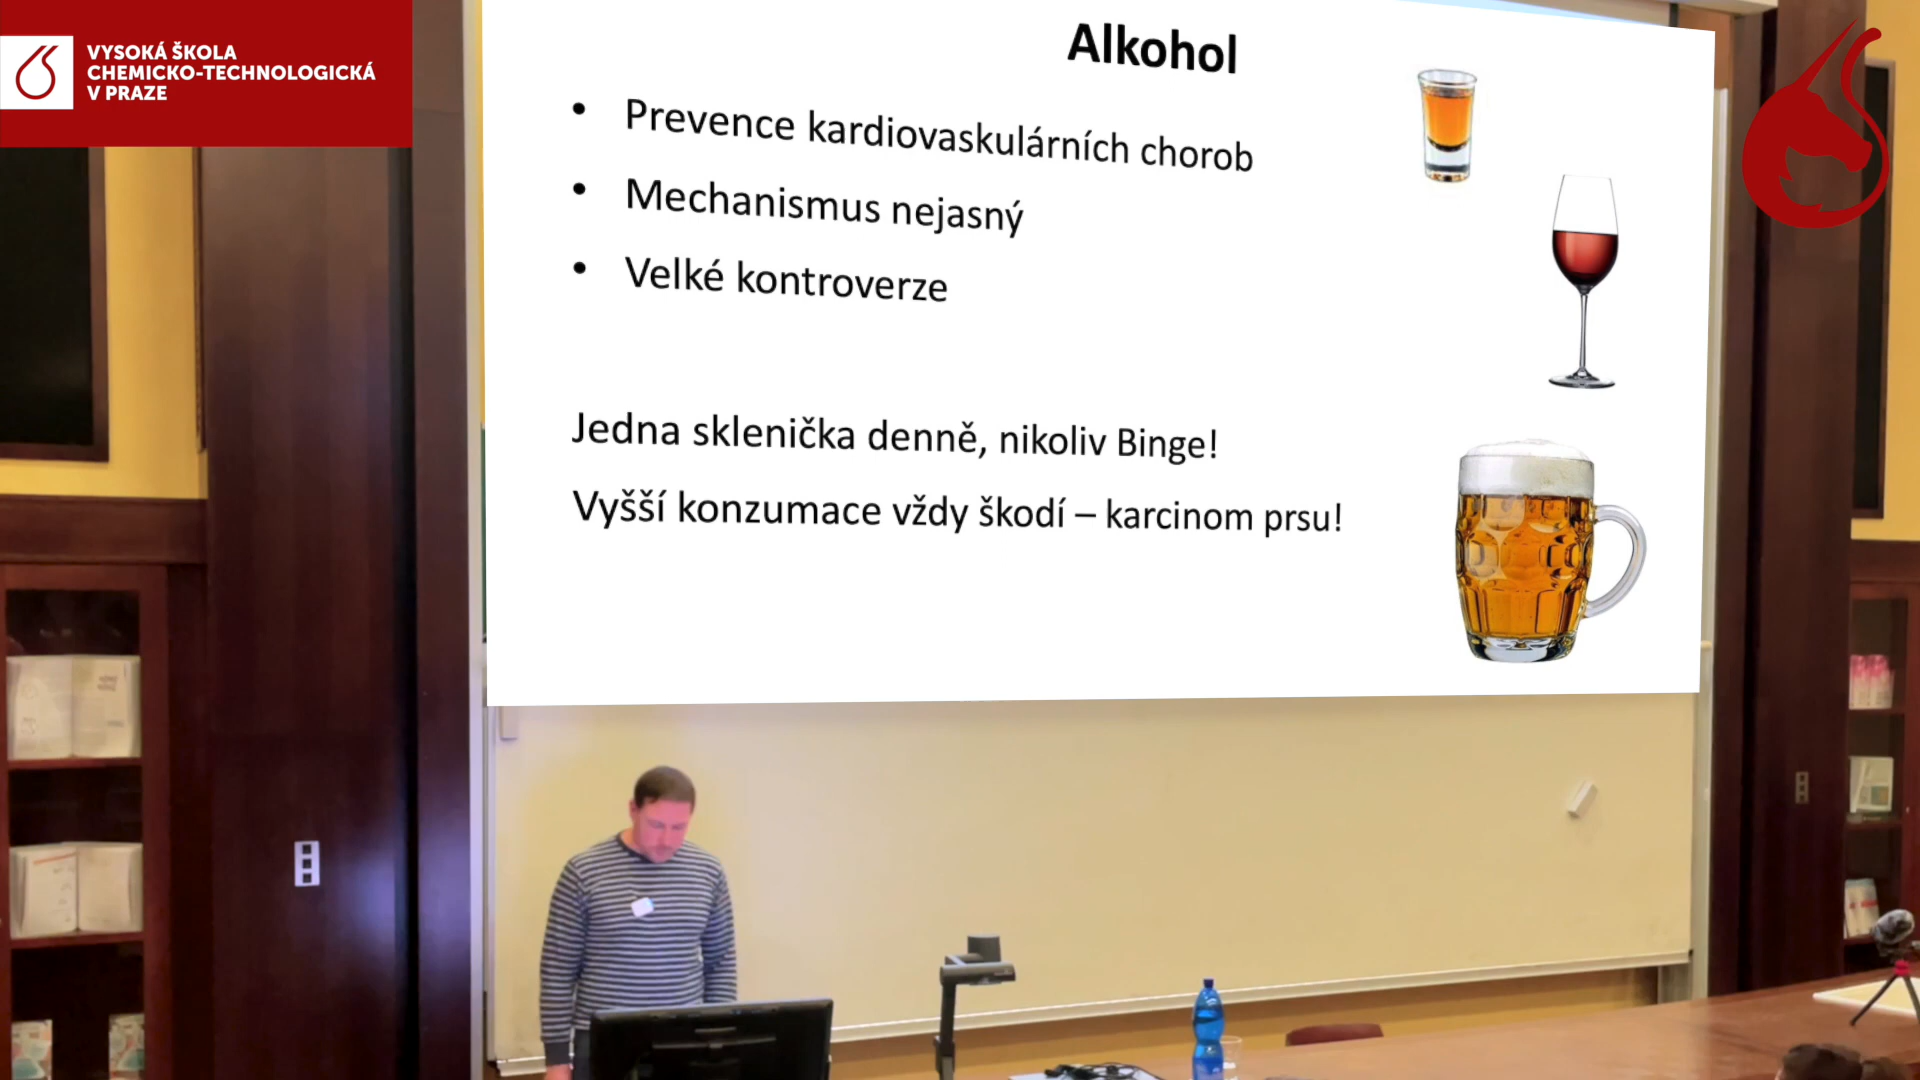 VYSOKÁ ŠKOLA
CHEMICKO-TECHNOLOGICKÁ
V PRAZE
Alkohol
• Prevence kardiovaskulárních chorob
• Mechanismus nejasný
• Velké kontroverze
Jedna sklenička denně, nikoliv Binge!
Vyšší konzumace vždy škodí – karcinom prsu!